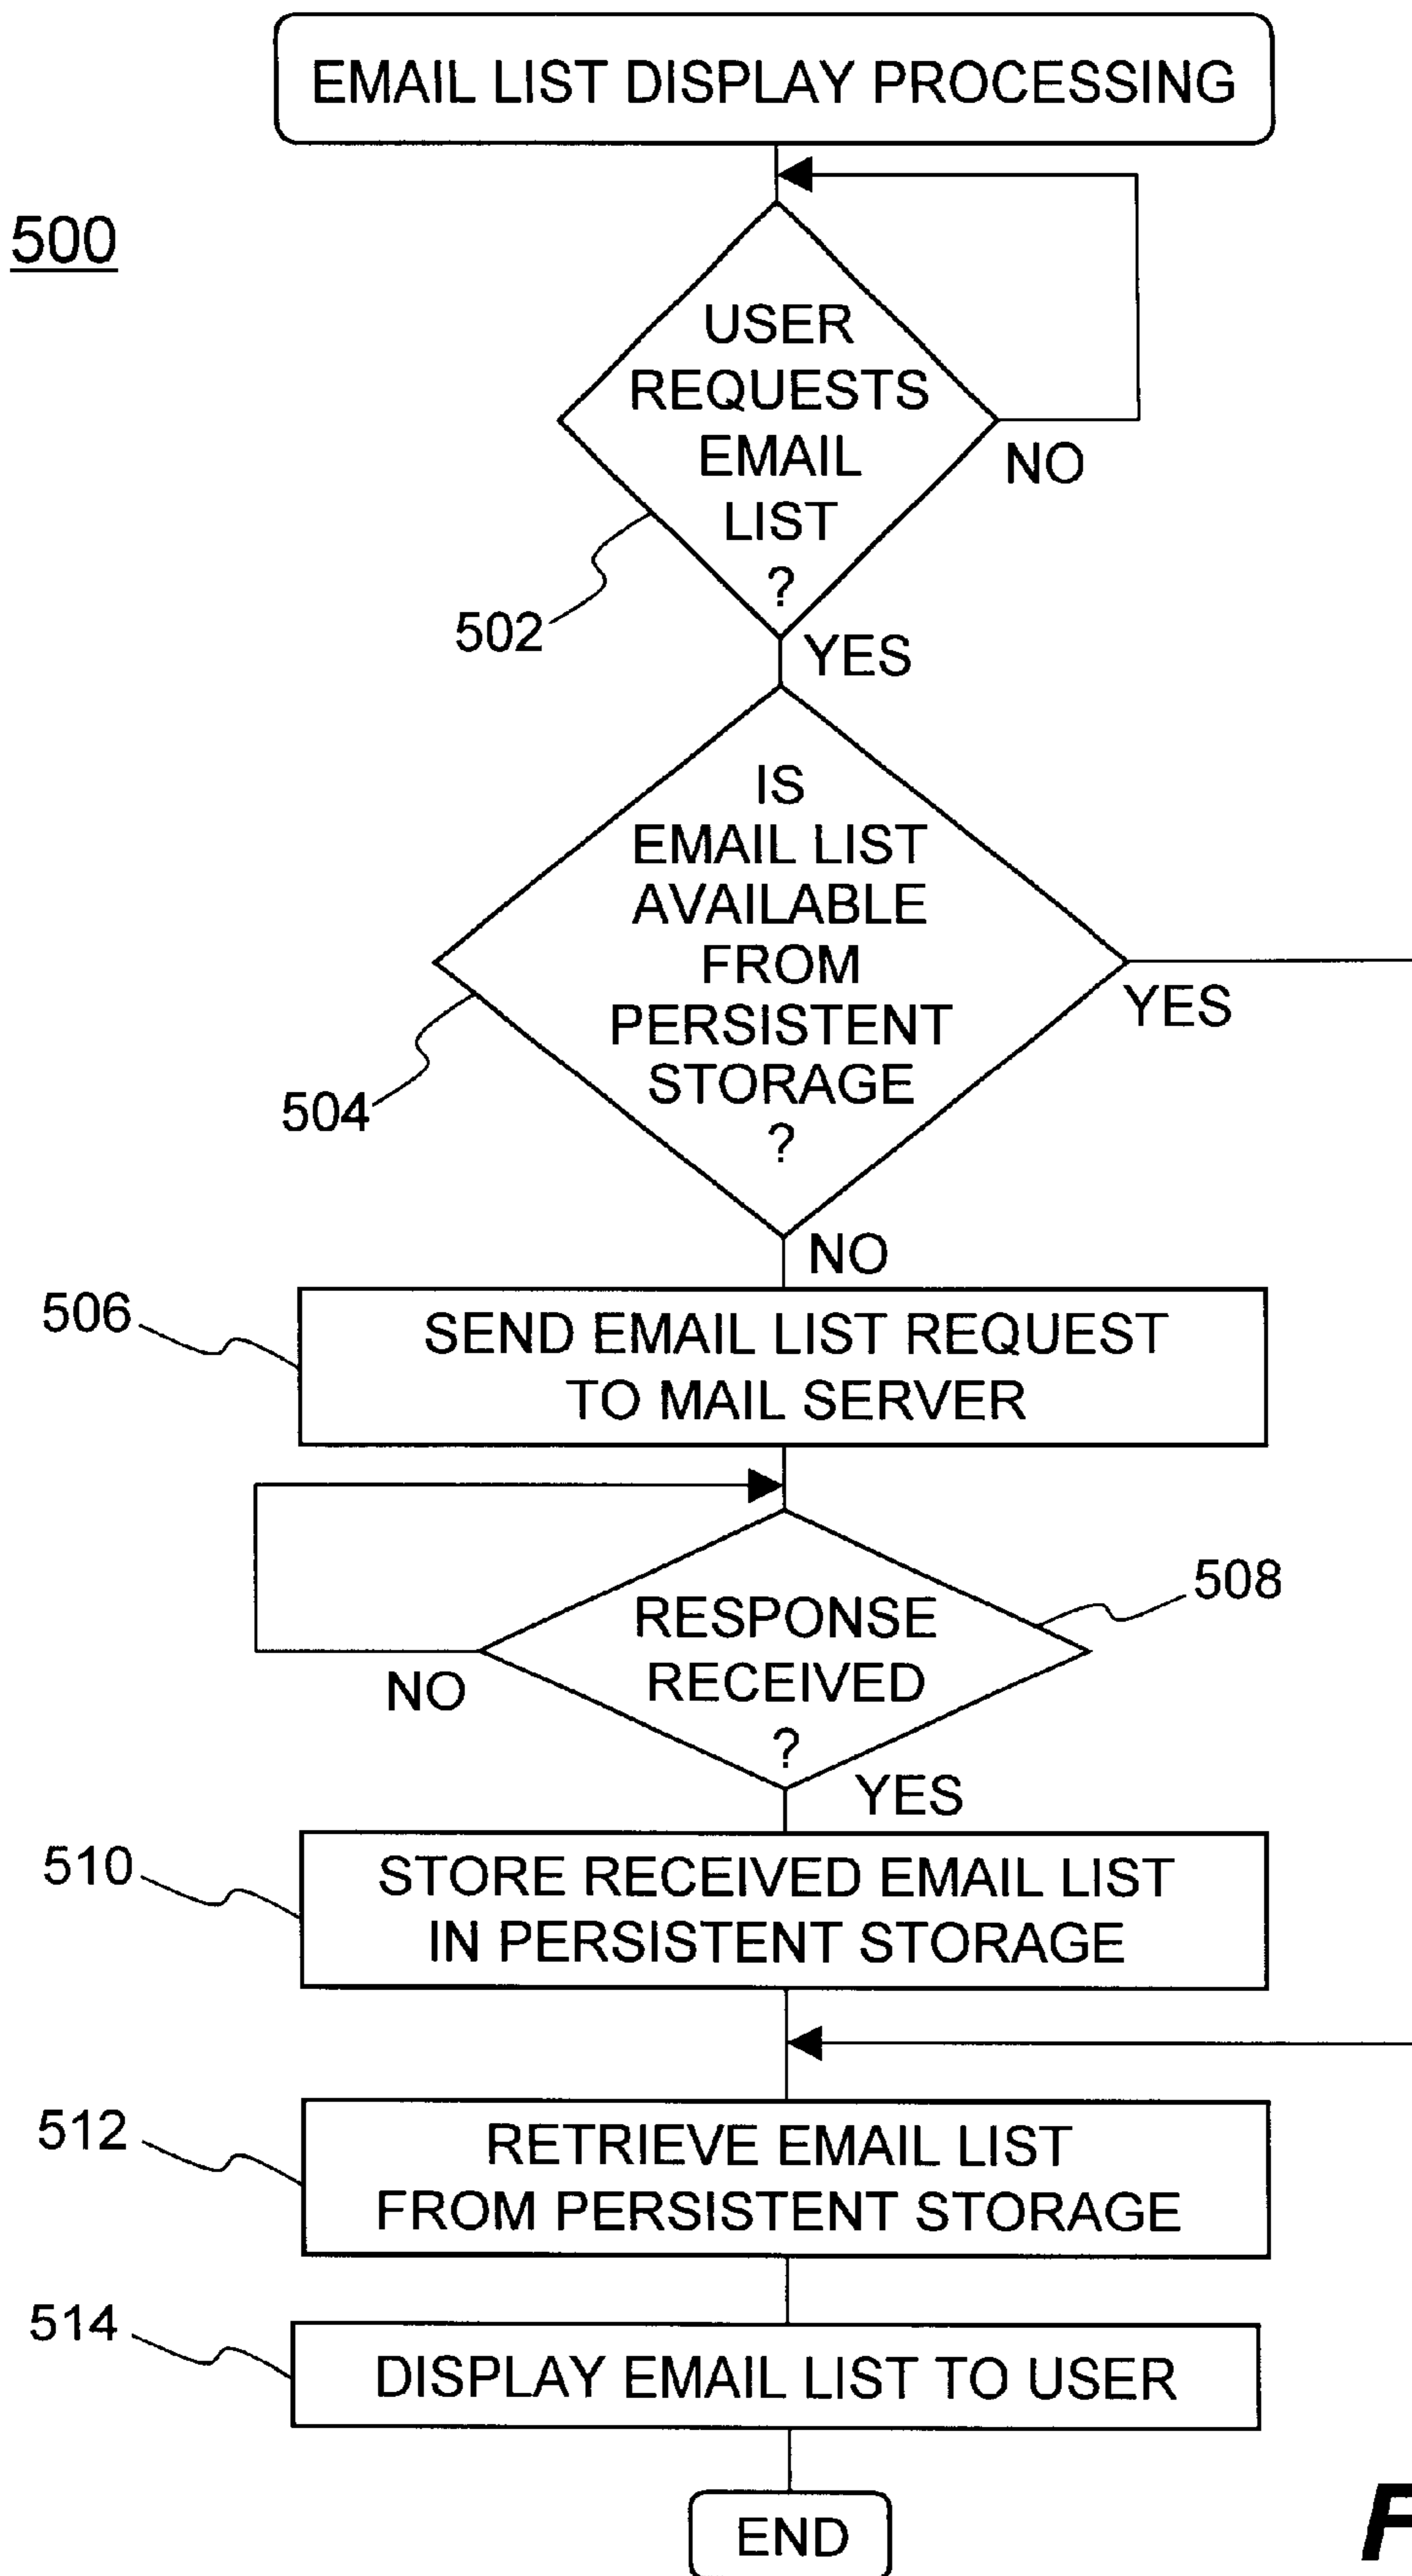 EMAIL LIST DISPLAY PROCESSING
500
USER
REQUESTS
EMAIL
LIST
?
NO
502
YES
IS
EMAIL LIST
AVAILABLE
FROM
PERSISTENT
STORAGE
?
YES
504
NO
506
SEND EMAIL LIST REQUEST
TO MAIL SERVER
508
RESPONSE
RECEIVED
?
NO
YES
510
STORE RECEIVED EMAIL LIST
IN PERSISTENT STORAGE
512
RETRIEVE EMAIL LIST
FROM PERSISTENT STORAGE
514
DISPLAY EMAIL LIST TO USER
END